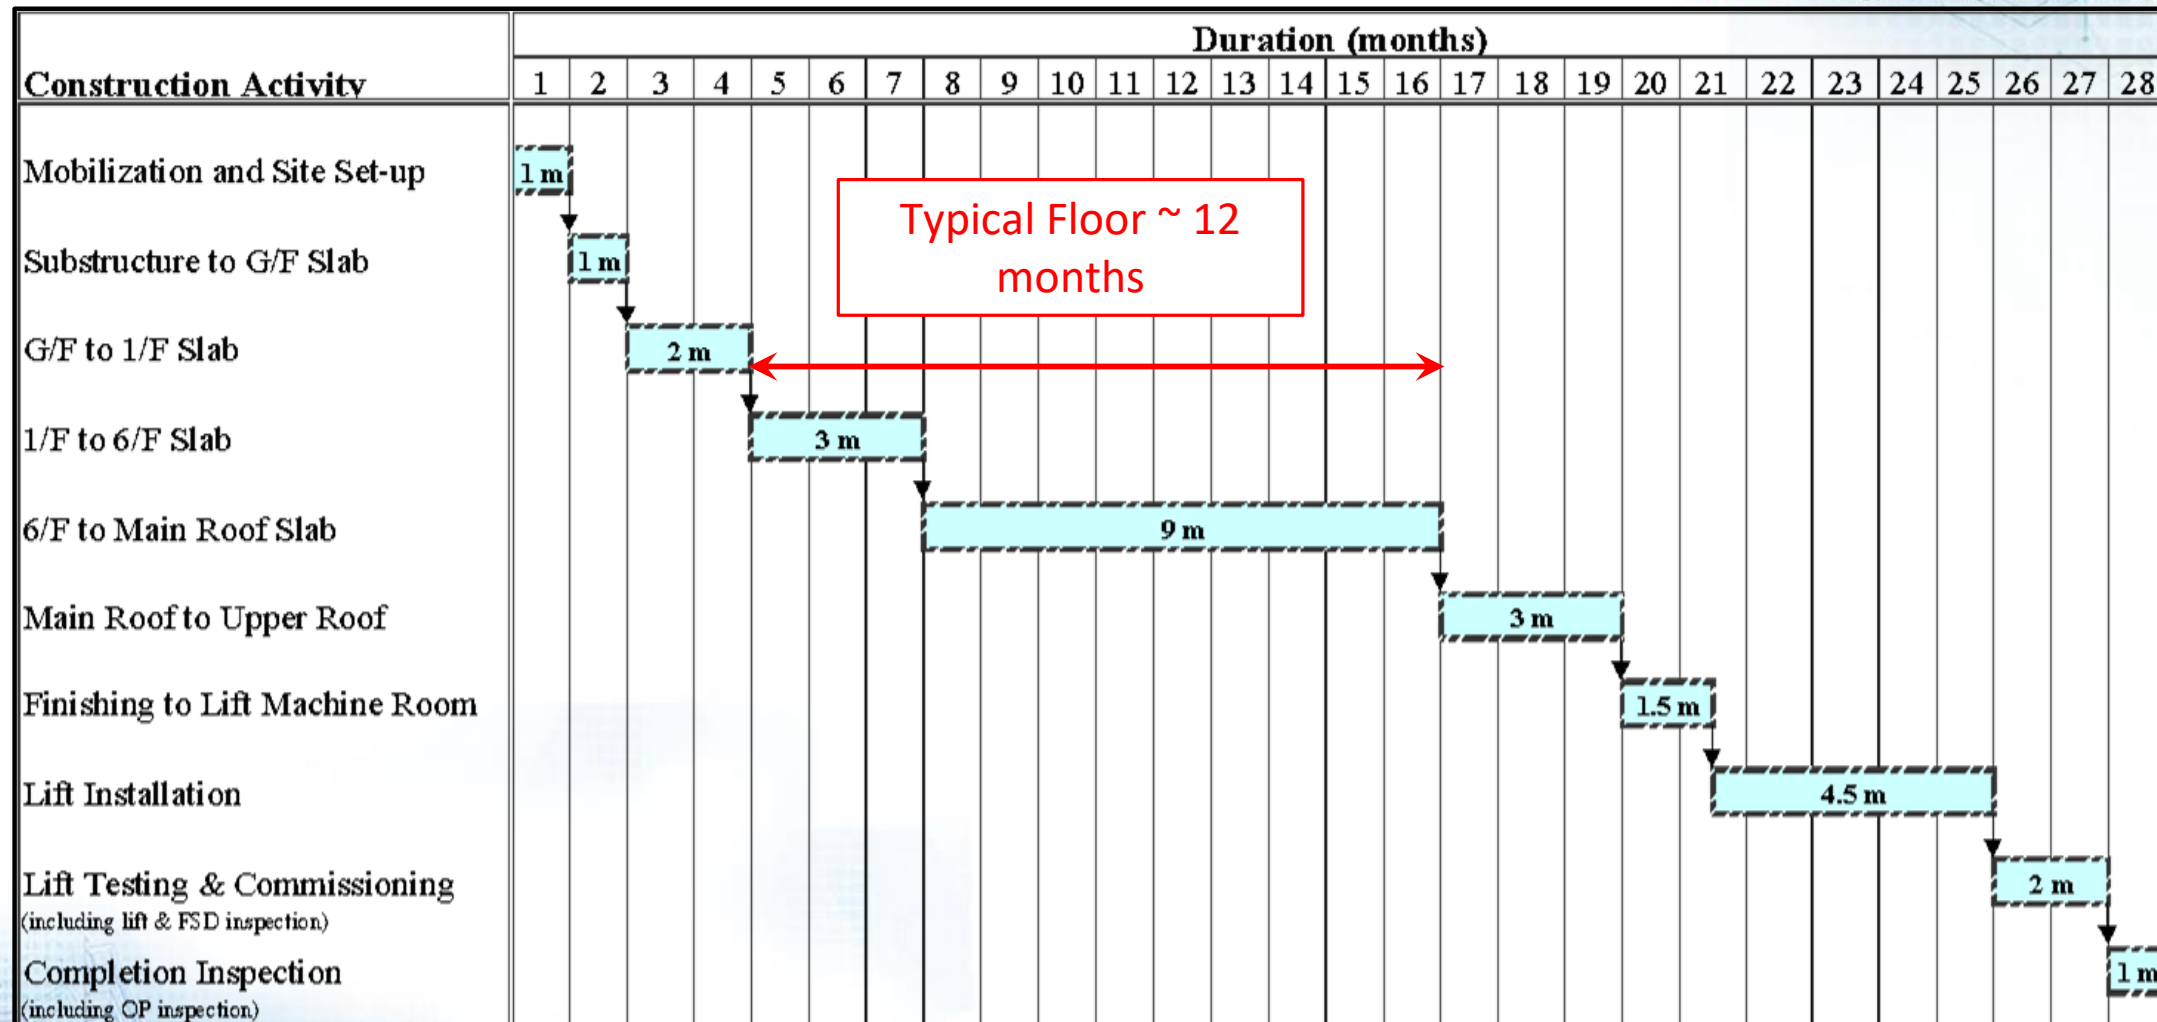 Duration (months)
Construction Activity 1 2 3 4 5 6 7 8 9 10 11 12 13 14 15 16 17 18 19 20 21 22 23 24 25 26 27 28
Mobilization and Site Set-up 1 m
Typical Floor ~ 12
months
Substructure to G/F Slab 1 m
G/F to 1/F Slab 2 m
1/F to 6/F Slab 3 m
6/F to Main Roof Slab 9 m
Main Roof to Upper Roof 3 m
Finishing to Lift Machine Room 1.5 m
Lift Installation 4.5 m
Lift Testing & Commissioning 2 m
(including lift & FSD inspection)
Completion Inspection 1 m
(including OP inspection)